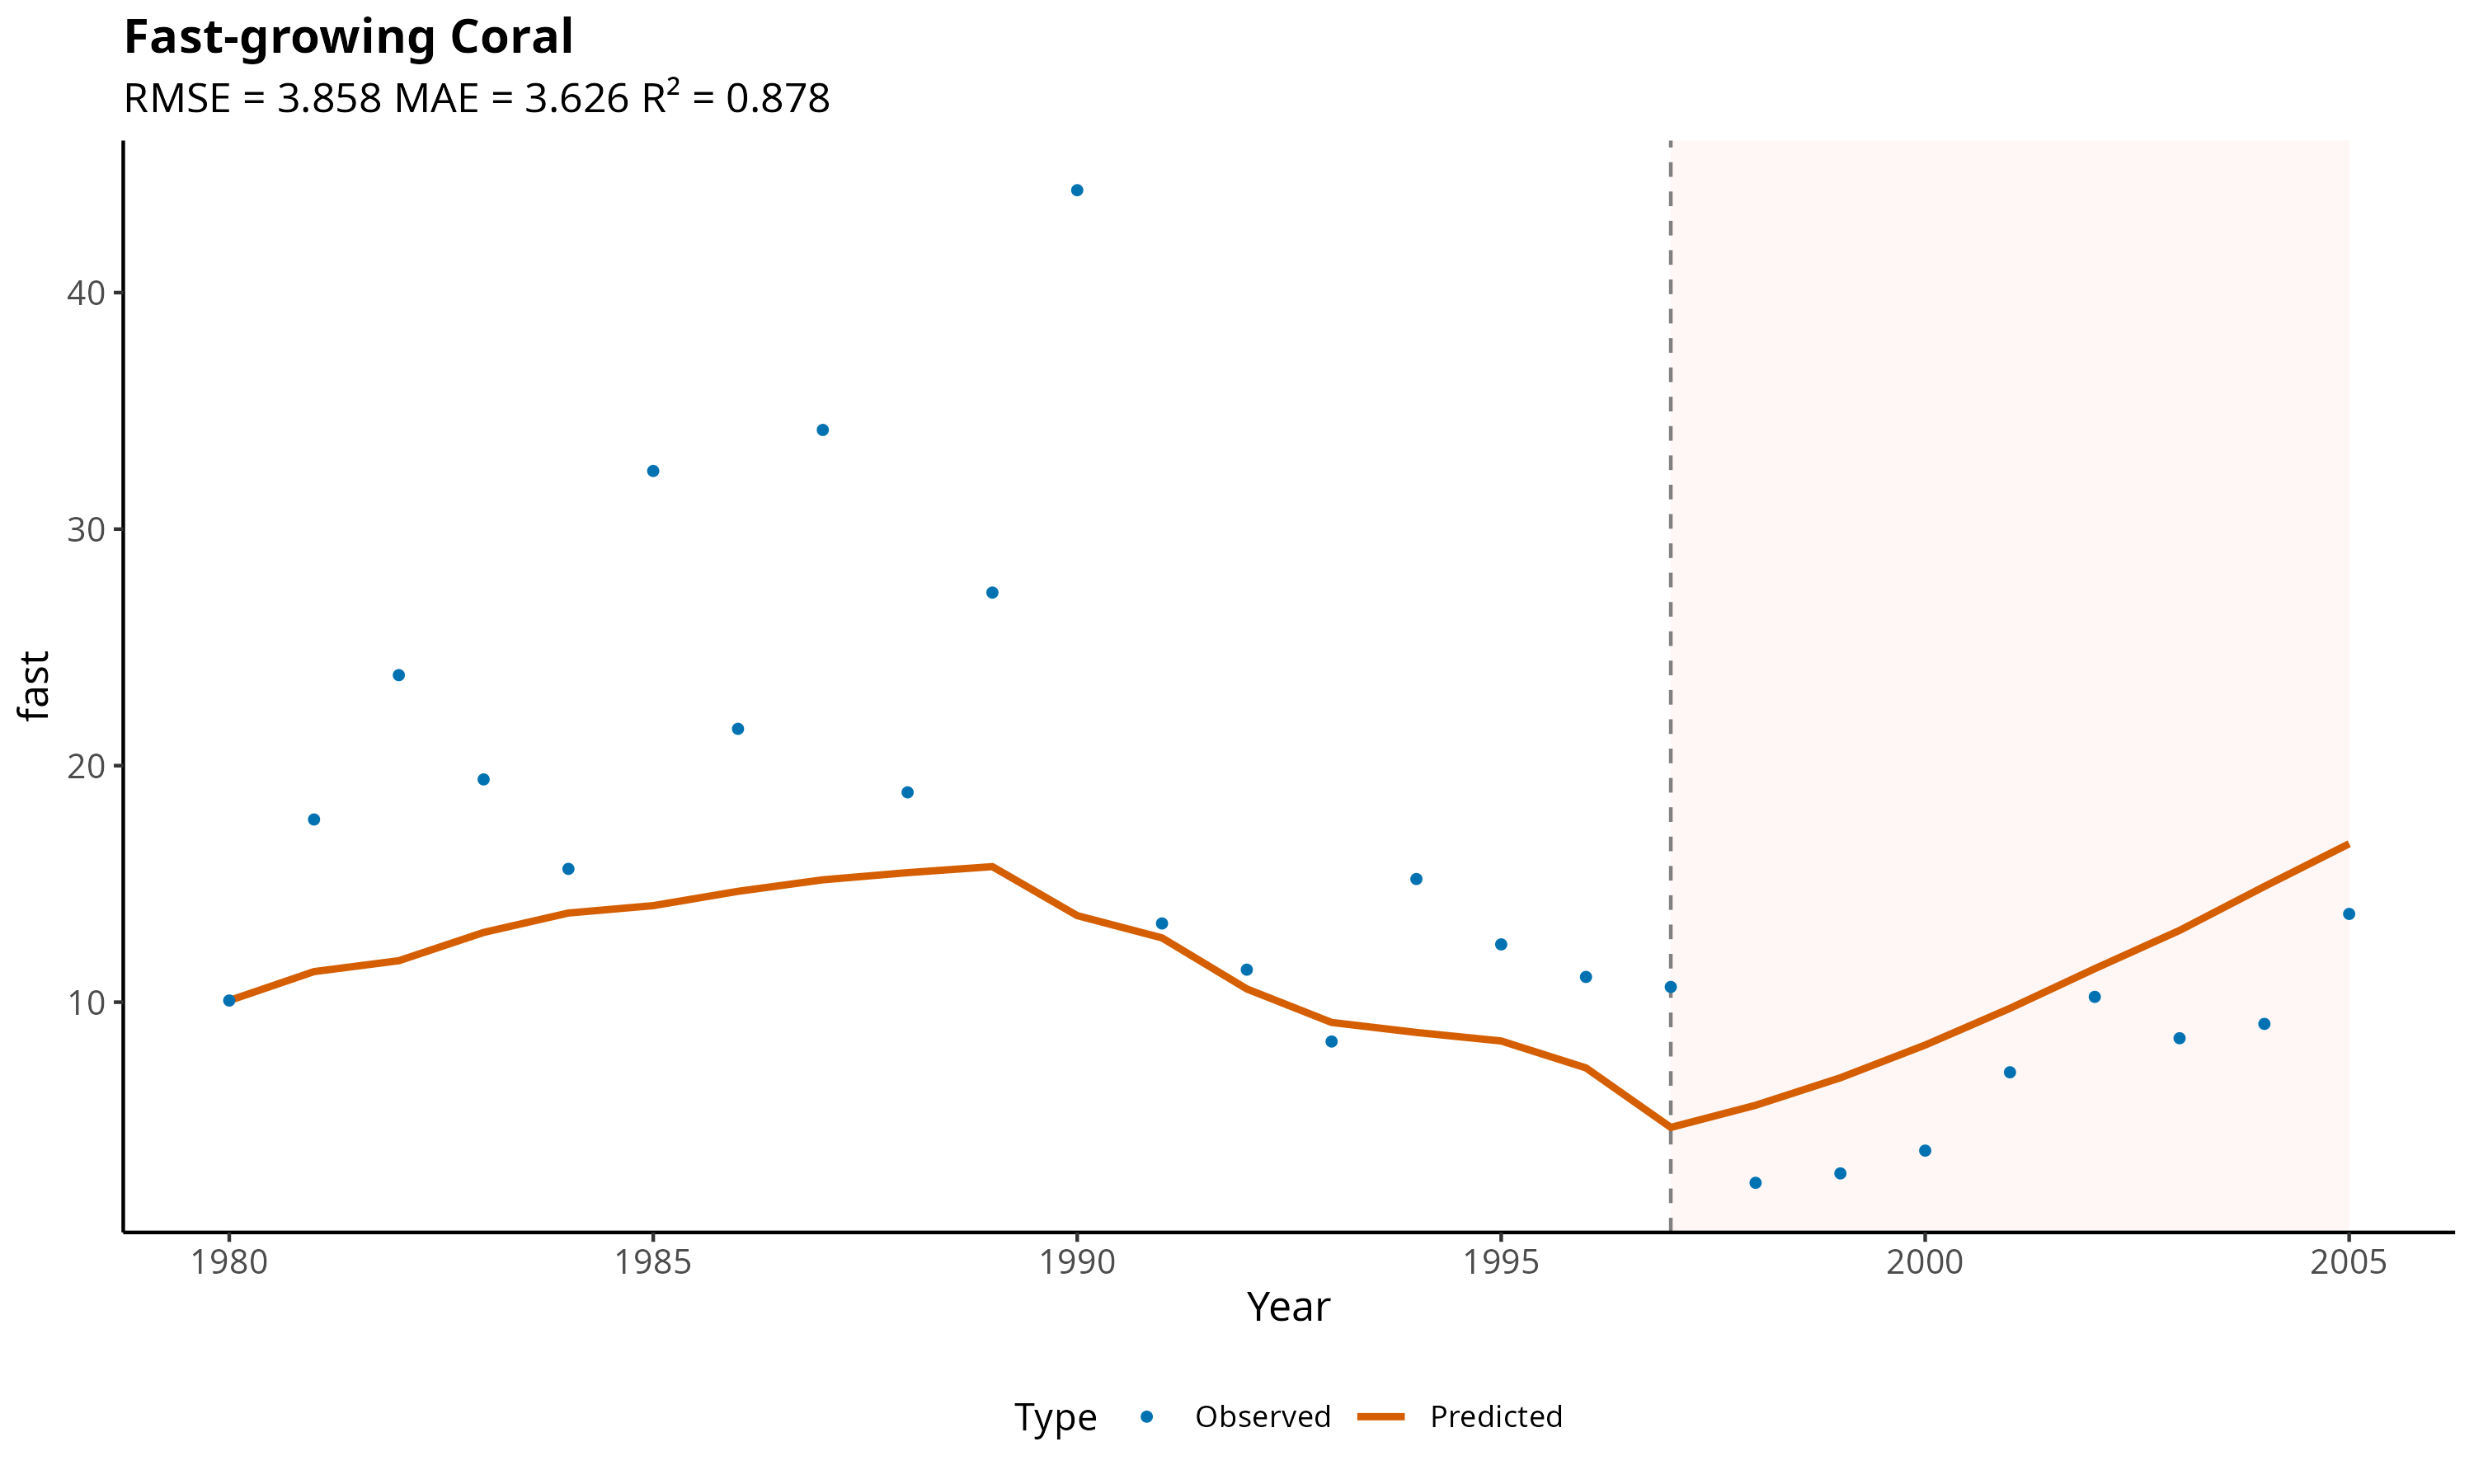 Fast-growing Coral
RMSE = 3.858 MAE = 3.626 R² = 0.878
fast
40
30
20
10
1980 1985 1990 1995 2000 2005
Year
Type Observed Predicted